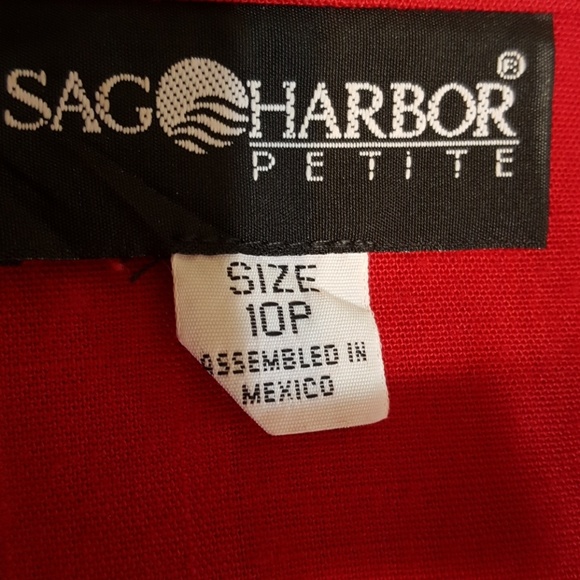 SAG HARBOR®
PETITE
SIZE
10P
ASSEMBLED IN
MEXICO